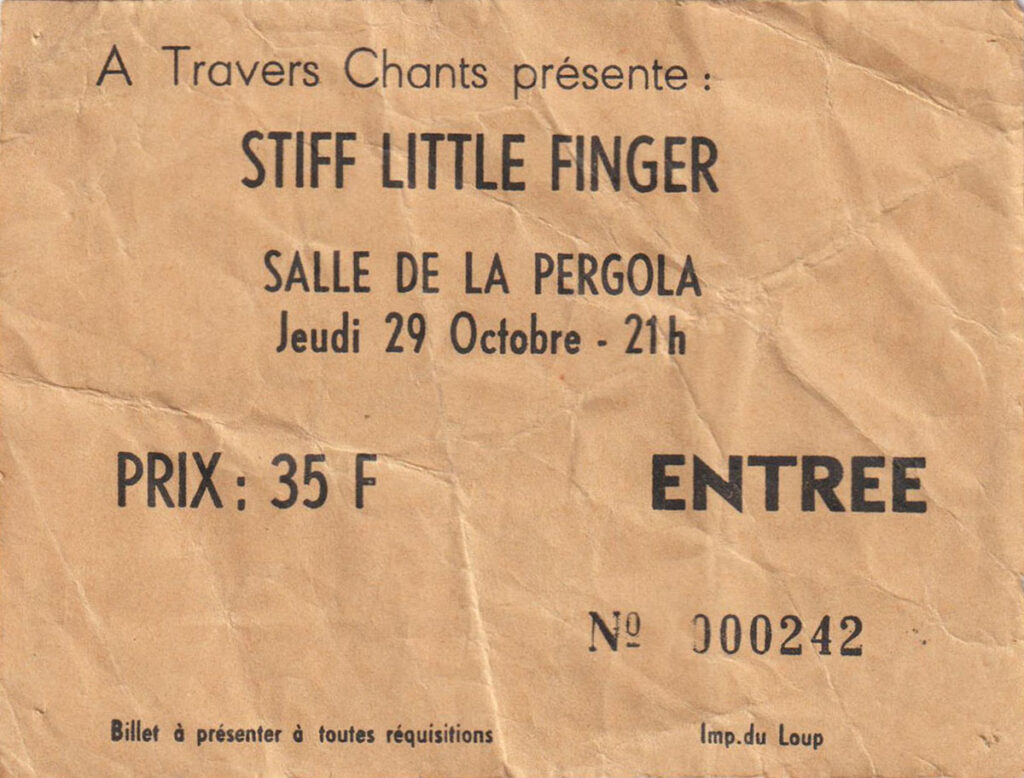 A Travers Chants présente :
STIFF LITTLE FINGER
SALLE DE LA PERGOLA
Jeudi 29 Octobre - 21h
PRIX : 35 F
ENTREE
Nº 000242
Billet à présenter à toutes réquisitions
Imp.du Loup